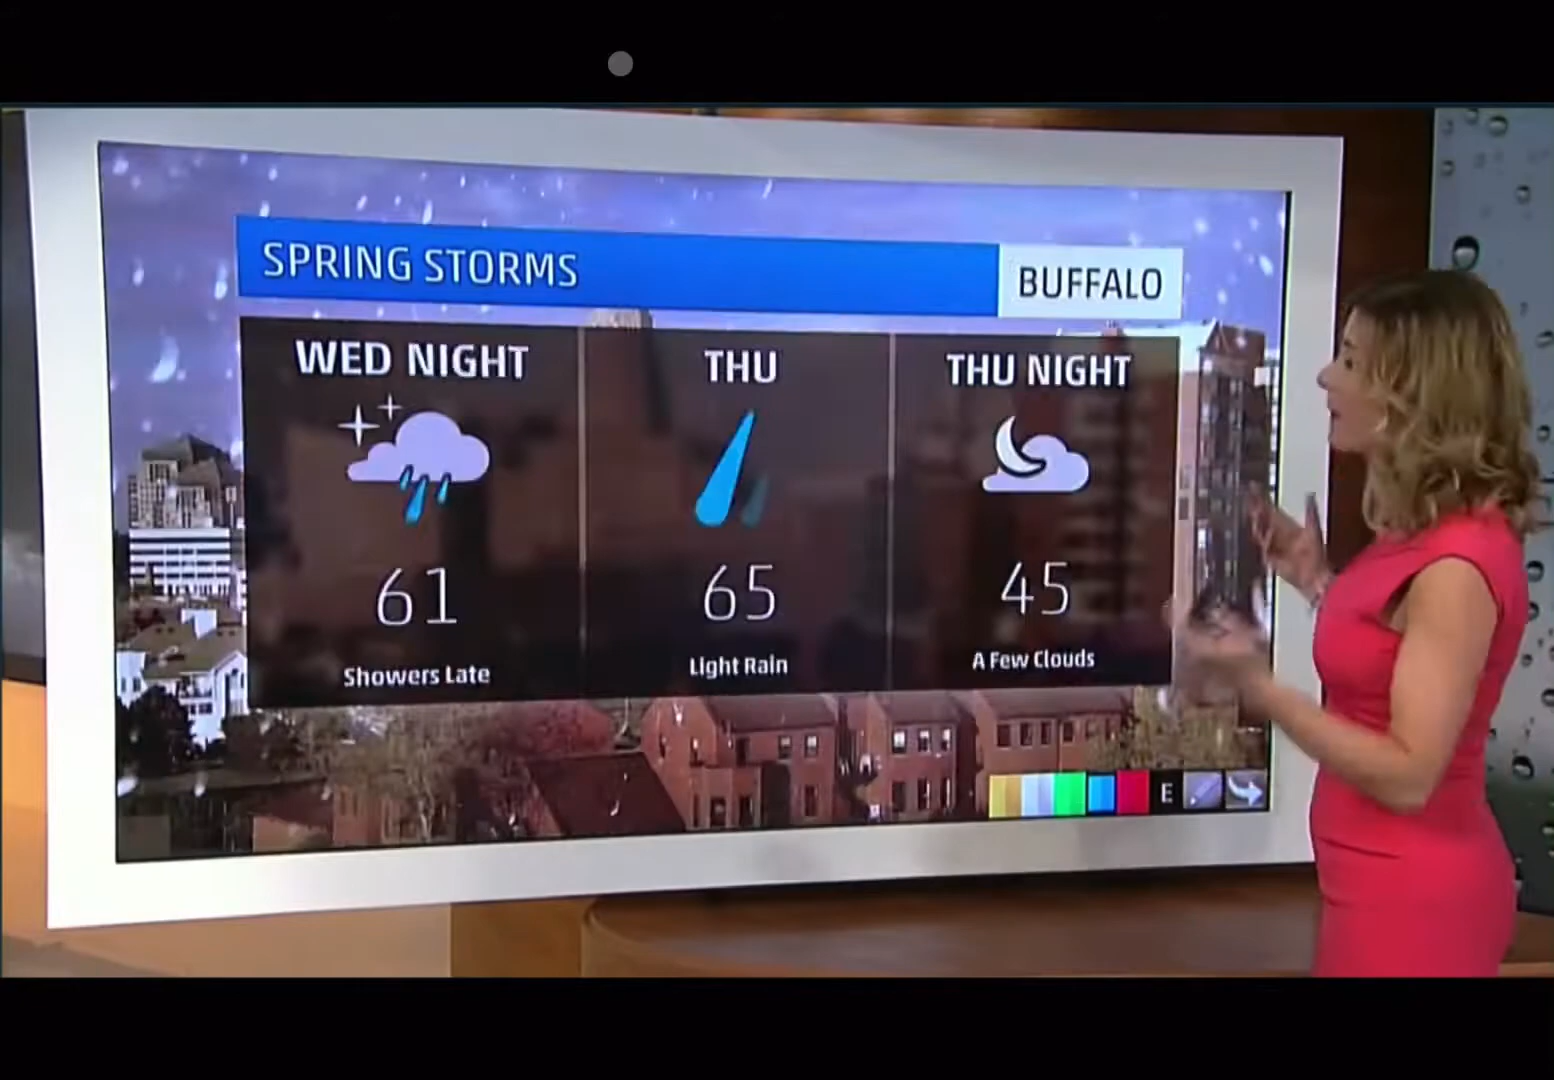 SPRING STORMS
BUFFALO
WED NIGHT
THU
THU NIGHT
61
65
45
Showers Late
Light Rain
A Few Clouds
E